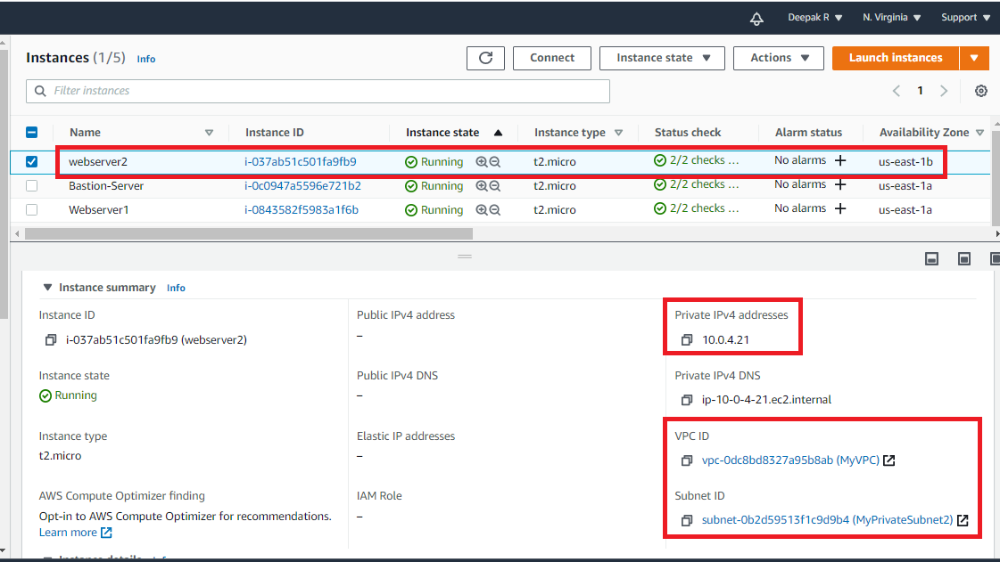 Deepak R N. Virginia Support
Instances (1/5) Info Connect Instance state Actions Launch instances
Filter instances 1
Name Instance ID Instance state Instance type Status check Alarm status Availability Zone
webserver2 i-037ab51c501fa9fb9 Running t2.micro 2/2 checks ... No alarms + us-east-1b
Bastion-Server i-0c0947a5596e721b2 Running t2.micro 2/2 checks ... No alarms + us-east-1a
Webserver1 i-0843582f5983a1f6b Running t2.micro 2/2 checks ... No alarms + us-east-1a
Instance summary Info
Instance ID Public IPv4 address Private IPv4 addresses
i-037ab51c501fa9fb9 (webserver2) – 10.0.4.21
Instance state Public IPv4 DNS Private IPv4 DNS
Running – ip-10-0-4-21.ec2.internal
Instance type Elastic IP addresses VPC ID
t2.micro – vpc-0dc8bd8327a95b8ab (MyVPC)
AWS Compute Optimizer finding IAM Role Subnet ID
Opt-in to AWS Compute Optimizer for recommendations. – subnet-0b2d59513f1c9d9b4 (MyPrivateSubnet2)
Learn more